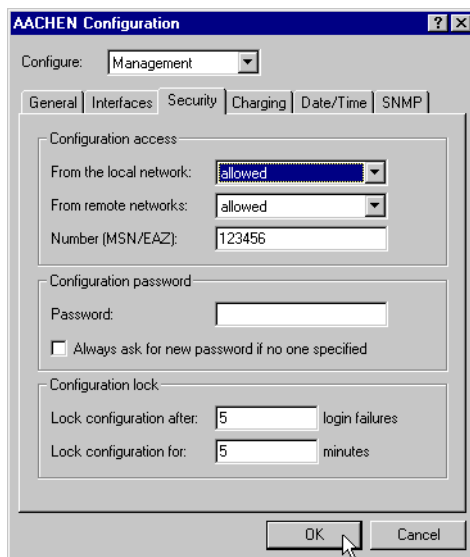 AACHEN Configuration
Configure: Management
General Interfaces Security Charging Date/Time SNMP
Configuration access
From the local network: allowed
From remote networks: allowed
Number (MSN/EAZ): 123456
Configuration password
Password:
Always ask for new password if no one specified
Configuration lock
Lock configuration after: 5 login failures
Lock configuration for: 5 minutes
OK Cancel